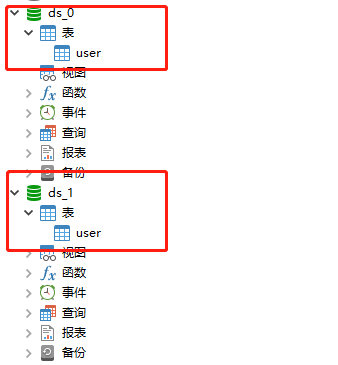 ds_0
表
user
视图
函数
事件
查询
报表
备份
ds_1
表
user
视图
函数
事件
查询
报表
备份